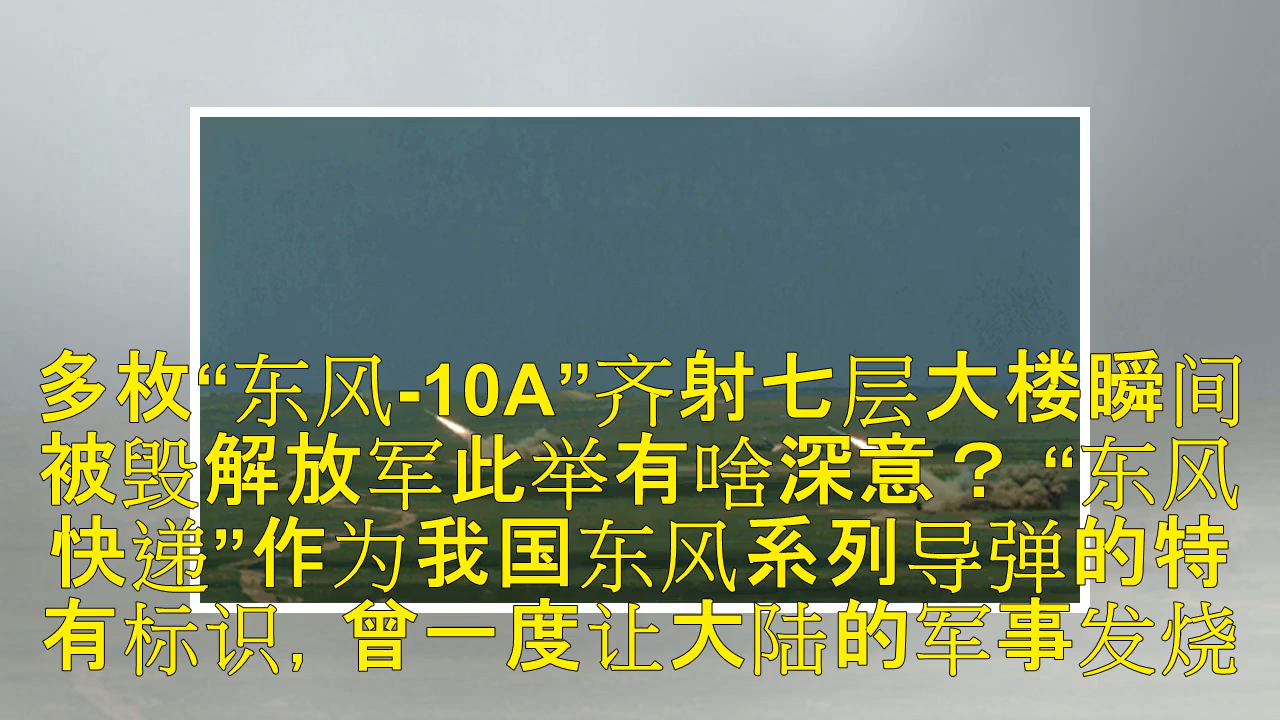 多枚“东风-10A”齐射七层大楼瞬间
被毁解放军此举有啥深意？“东风
快递”作为我国东风系列导弹的特
有标识，曾一度让大陆的军事发烧